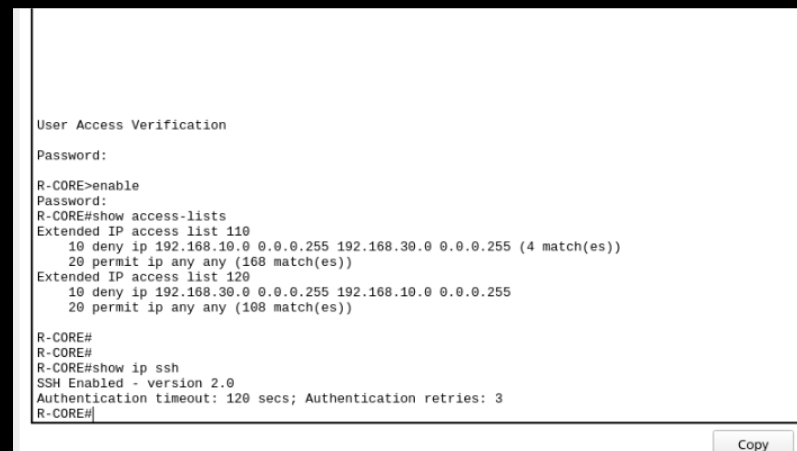 User Access Verification
Password:
R-CORE>enable
Password:
R-CORE#show access-lists
Extended IP access list 110
10 deny ip 192.168.10.0 0.0.0.255 192.168.30.0 0.0.0.255 (4 match(es))
20 permit ip any any (168 match(es))
Extended IP access list 120
10 deny ip 192.168.30.0 0.0.0.255 192.168.10.0 0.0.0.255
20 permit ip any any (108 match(es))
R-CORE#
R-CORE#
R-CORE#show ip ssh
SSH Enabled - version 2.0
Authentication timeout: 120 secs; Authentication retries: 3
R-CORE#
Copy